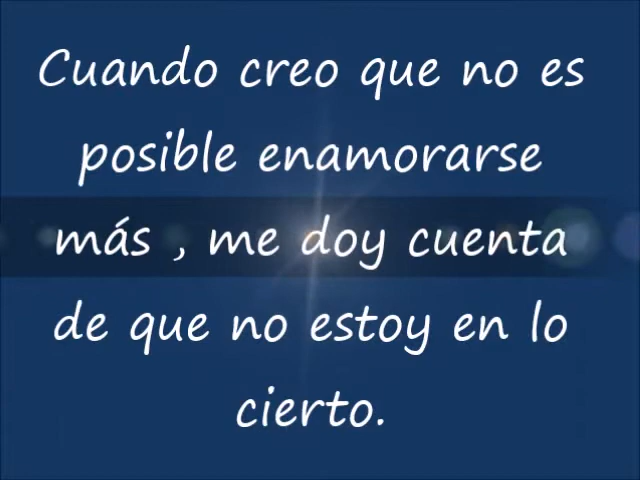 Cuando creo que no es
posible enamorarse
más , me doy cuenta
de que no estoy en lo
cierto.